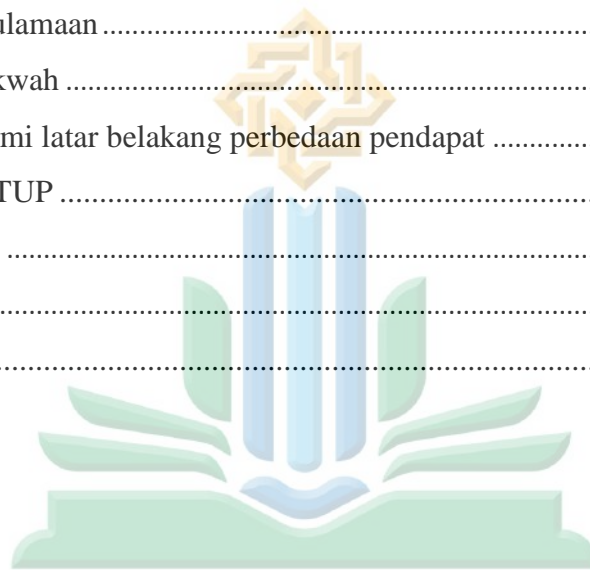 ulamaan ........................................................................
kwah ..............................................................................
mi latar belakang perbedaan pendapat ..............
TUP ...............................................................................
.......................................................................................
.......................................................................................
.......................................................................................